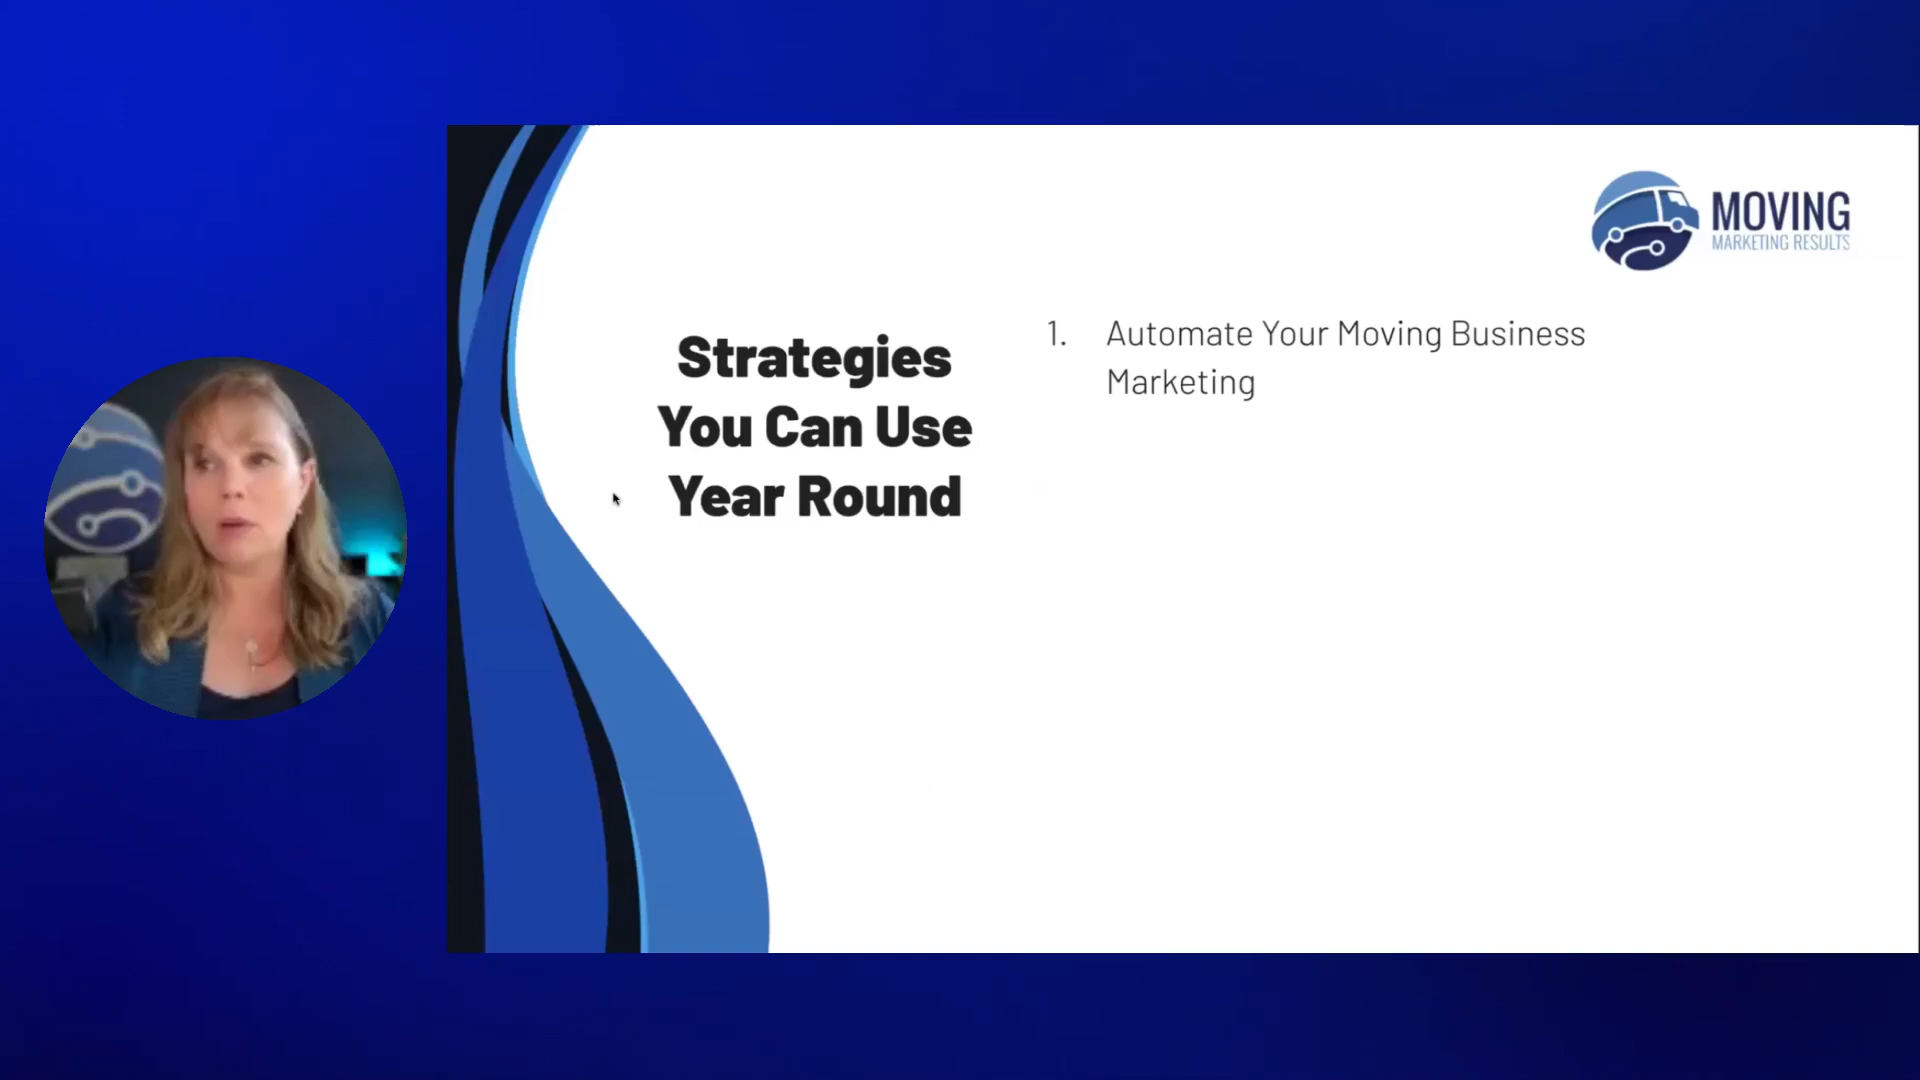 MOVING
MARKETING RESULTS
Strategies
You Can Use
Year Round
1. Automate Your Moving Business
Marketing